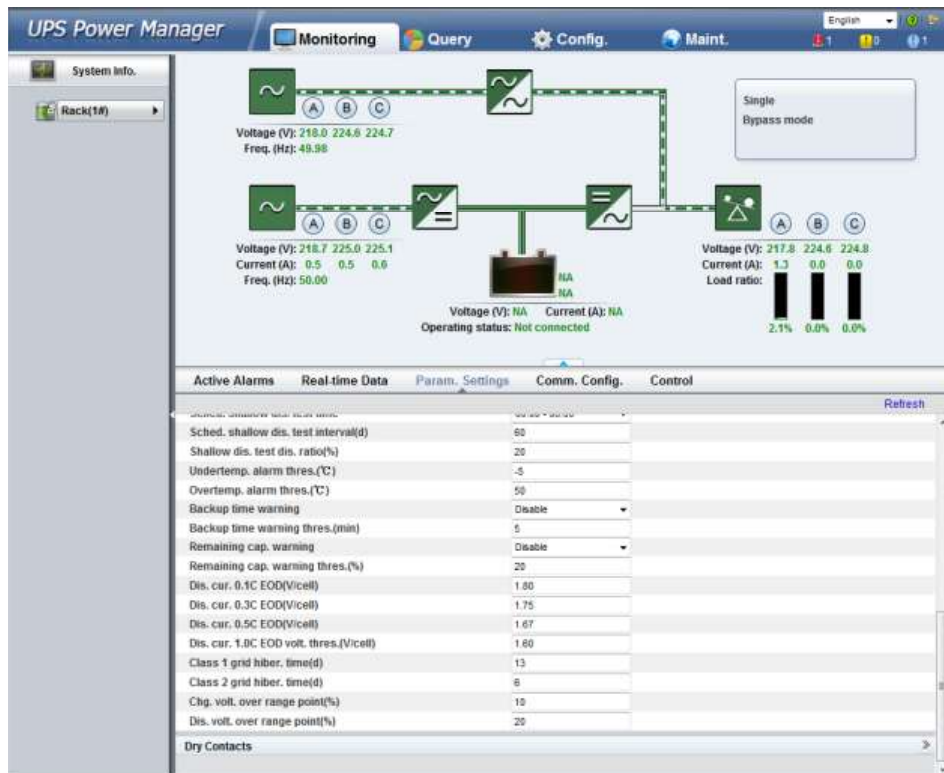 UPS Power Manager
Monitoring
Query
Config.
Maint.
English
1
0
1
System Info.
Rack(1#)
A B C
Voltage (V): 218.0 224.6 224.7
Freq. (Hz): 49.98
Single
Bypass mode
A B C
Voltage (V): 218.7 225.0 225.1
Current (A): 0.5 0.5 0.6
Freq. (Hz): 50.00
NA
NA
Voltage (V): NA Current (A): NA
Operating status: Not connected
A B C
Voltage (V): 217.8 224.6 224.8
Current (A): 1.3 0.0 0.0
Load ratio:
2.1% 0.0% 0.0%
Active Alarms Real-time Data Param. Settings Comm. Config. Control
Refresh
Sched. shallow dis. test interval(d) 60
Shallow dis. test dis. ratio(%) 20
Undertemp. alarm thres.(℃) -5
Overtemp. alarm thres.(℃) 50
Backup time warning Disable
Backup time warning thres.(min) 5
Remaining cap. warning Disable
Remaining cap. warning thres.(%) 20
Dis. cur. 0.1C EOD(V/cell) 1.80
Dis. cur. 0.3C EOD(V/cell) 1.75
Dis. cur. 0.5C EOD(V/cell) 1.67
Dis. cur. 1.0C EOD volt. thres.(V/cell) 1.60
Class 1 grid hiber. time(d) 13
Class 2 grid hiber. time(d) 6
Chg. volt. over range point(%) 10
Dis. volt. over range point(%) 20
Dry Contacts